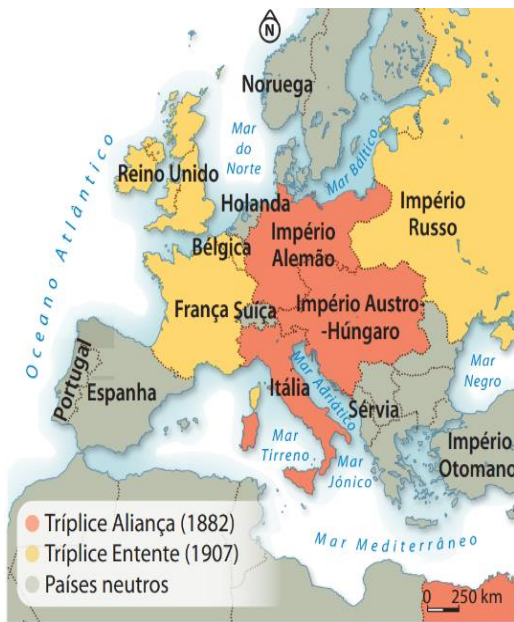 N
Noruega
Mar
do
Norte
Mar Báltico
Reino Unido
Oceano Atlântico
Holanda
Império
Russo
Império
Alemão
Bélgica
França
Suíça
Império Austro
-Húngaro
Portugal
Espanha
Itália
Mar Adriático
Sérvia
Mar
Negro
Império
Otomano
Mar
Tirreno
Mar
Jónico
Mar Mediterrâneo
Tríplice Aliança (1882)
Tríplice Entente (1907)
Países neutros
0 250 km